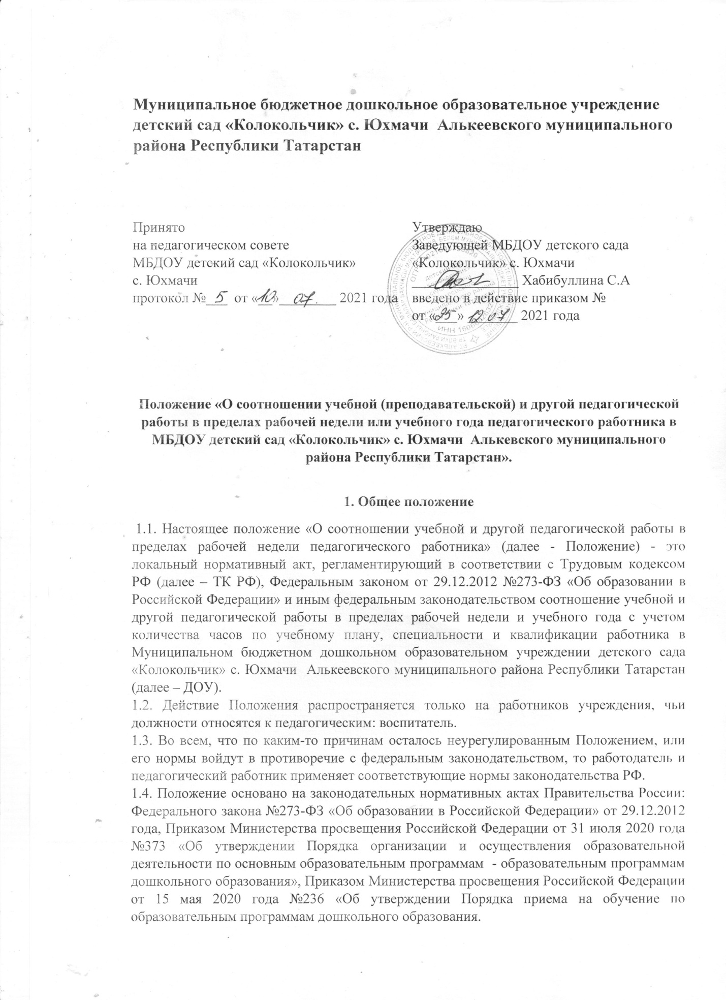 Муниципальное бюджетное дошкольное образовательное учреждение
детский сад «Колокольчик» с. Юхмачи Алькеевского муниципального
района Республики Татарстан
Принято
на педагогическом совете
МБДОУ детский сад «Колокольчик»
с. Юхмачи
протокол № 5 от «10» 07. 2021 года
Утверждаю
Заведующей МБДОУ детского сада
«Колокольчик» с. Юхмачи
Хабибуллина С.А
введено в действие приказом №
от «25» 12 07 2021 года
Положение «О соотношении учебной (преподавательской) и другой педагогической
работы в пределах рабочей недели или учебного года педагогического работника в
МБДОУ детский сад «Колокольчик» с. Юхмачи Алькевского муниципального
района Республики Татарстан».
1. Общее положение
1.1. Настоящее положение «О соотношении учебной и другой педагогической работы в
пределах рабочей недели педагогического работника» (далее - Положение) - это
локальный нормативный акт, регламентирующий в соответствии с Трудовым кодексом
РФ (далее – ТК РФ), Федеральным законом от 29.12.2012 №273-ФЗ «Об образовании в
Российской Федерации» и иным федеральным законодательством соотношение учебной и
другой педагогической работы в пределах рабочей недели и учебного года с учетом
количества часов по учебному плану, специальности и квалификации работника в
Муниципальном бюджетном дошкольном образовательном учреждении детского сада
«Колокольчик» с. Юхмачи Алькеевского муниципального района Республики Татарстан
(далее – ДОУ).
1.2. Действие Положения распространяется только на работников учреждения, чьи
должности относятся к педагогическим: воспитатель.
1.3. Во всем, что по каким-то причинам осталось неурегулированным Положением, или
его нормы войдут в противоречие с федеральным законодательством, то работодатель и
педагогический работник применяет соответствующие нормы законодательства РФ.
1.4. Положение основано на законодательных нормативных актах Правительства России:
Федерального закона №273-ФЗ «Об образовании в Российской Федерации» от 29.12.2012
года, Приказом Министерства просвещения Российской Федерации от 31 июля 2020 года
№373 «Об утверждении Порядка организации и осуществления образовательной
деятельности по основным образовательным программам - образовательным программам
дошкольного образования», Приказом Министерства просвещения Российской Федерации
от 15 мая 2020 года №236 «Об утверждении Порядка приема на обучение по
образовательным программам дошкольного образования.